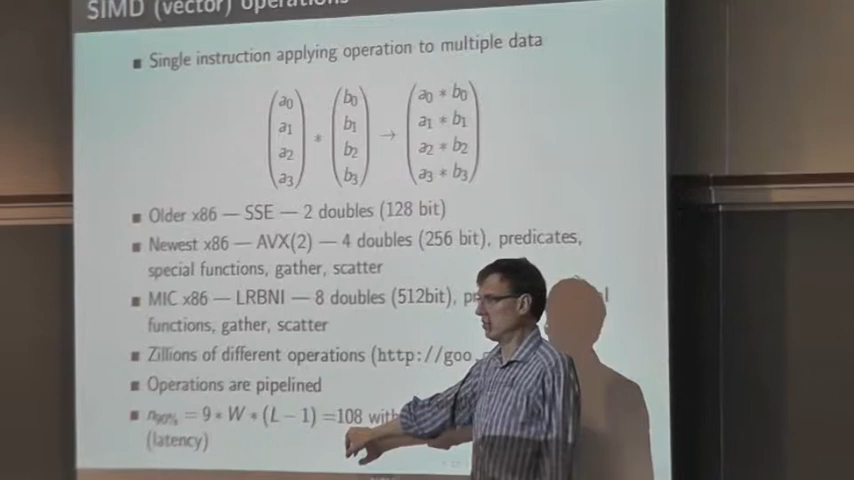 SIMD (vector) operations
Single instruction applying operation to multiple data
a0 b0 a0 * b0
a1 b1 a1 * b1
* →
a2 b2 a2 * b2
a3 b3 a3 * b3
Older x86 — SSE — 2 doubles (128 bit)
Newest x86 — AVX(2) — 4 doubles (256 bit), predicates,
special functions, gather, scatter
MIC x86 — LRBNI — 8 doubles (512bit),
functions, gather, scatter
Zillions of different operations (http://goo.
Operations are pipelined
n90% = 9 * W * (L − 1) =108 with
(latency)